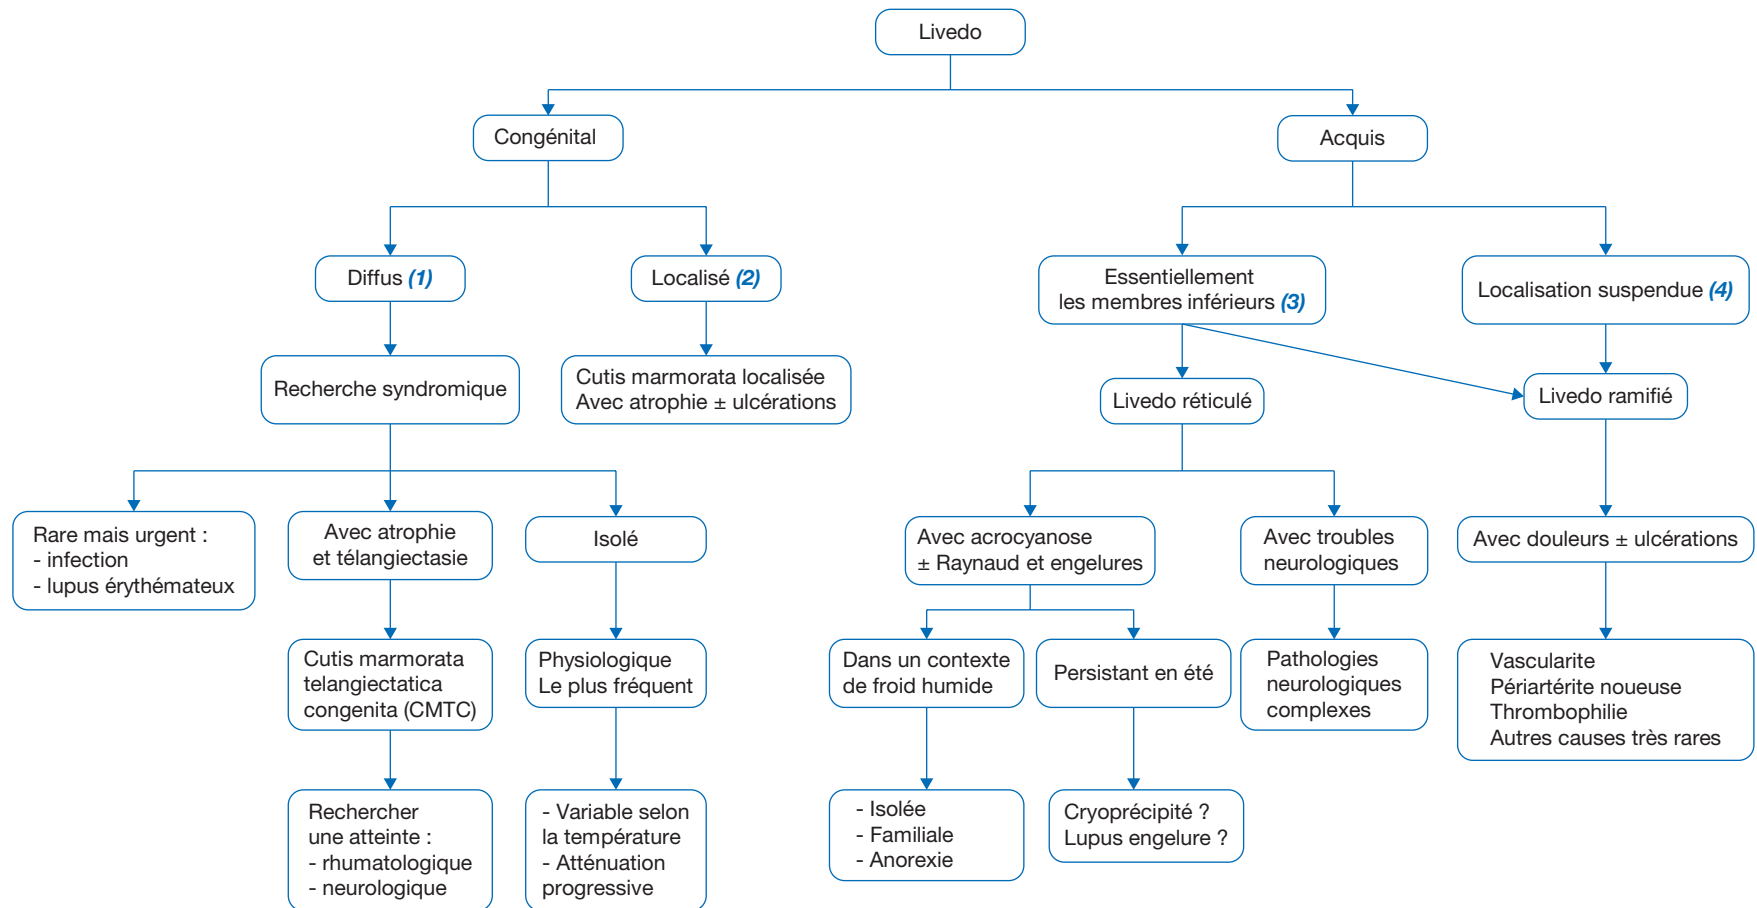 Livedo
Congénital
Acquis
Diffus (1)
Localisé (2)
Essentiellement
les membres inférieurs (3)
Localisation suspendue (4)
Recherche syndromique
Cutis marmorata localisée
Avec atrophie ± ulcérations
Livedo réticulé
Livedo ramifié
Rare mais urgent :
- infection
- lupus érythémateux
Avec atrophie
et télangiectasie
Isolé
Avec acrocyanose
± Raynaud et engelures
Avec troubles
neurologiques
Avec douleurs ± ulcérations
Cutis marmorata
telangiectatica
congenita (CMTC)
Physiologique
Le plus fréquent
Dans un contexte
de froid humide
Persistant en été
Pathologies
neurologiques
complexes
Vascularite
Périartérite noueuse
Thrombophilie
Autres causes très rares
Rechercher
une atteinte :
- rhumatologique
- neurologique
- Variable selon
la température
- Atténuation
progressive
- Isolée
- Familiale
- Anorexie
Cryoprécipité ?
Lupus engelure ?